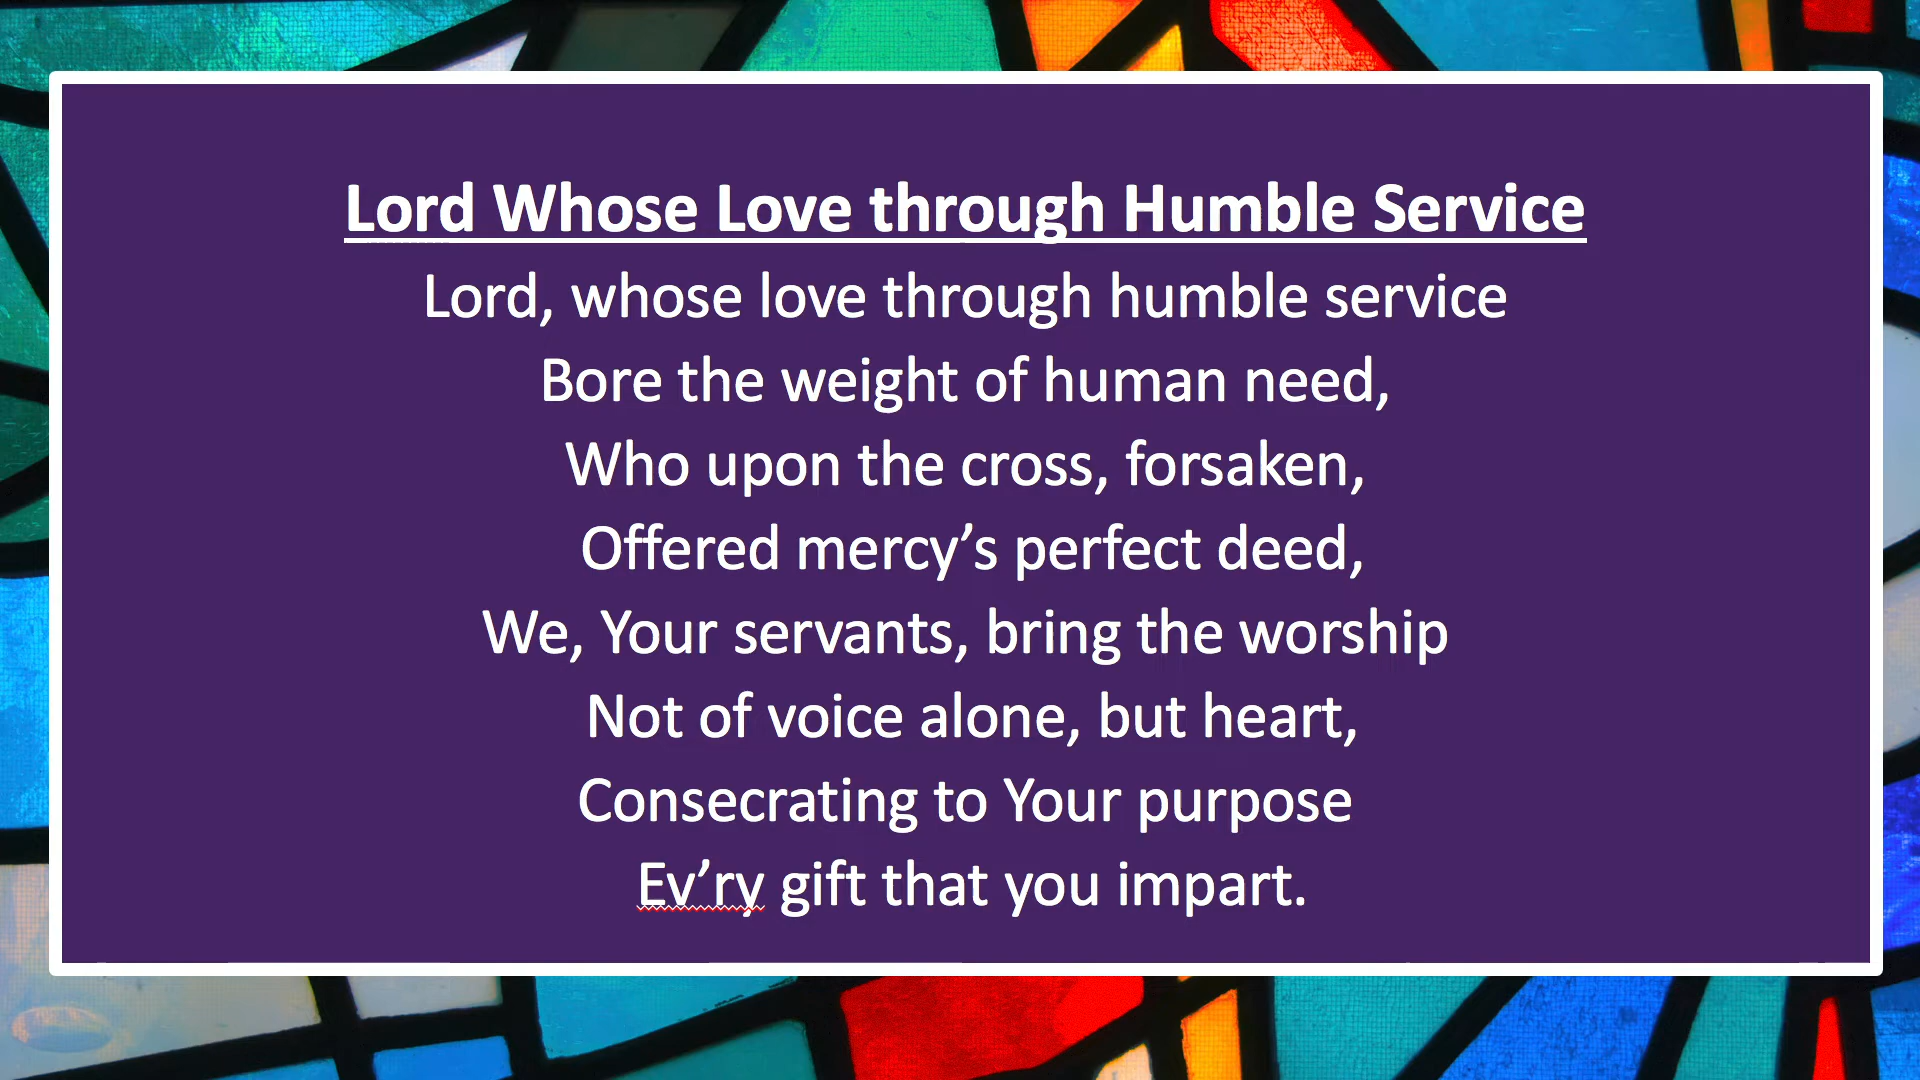 Lord Whose Love through Humble Service
Lord, whose love through humble service
Bore the weight of human need,
Who upon the cross, forsaken,
Offered mercy’s perfect deed,
We, Your servants, bring the worship
Not of voice alone, but heart,
Consecrating to Your purpose
Ev’ry gift that you impart.